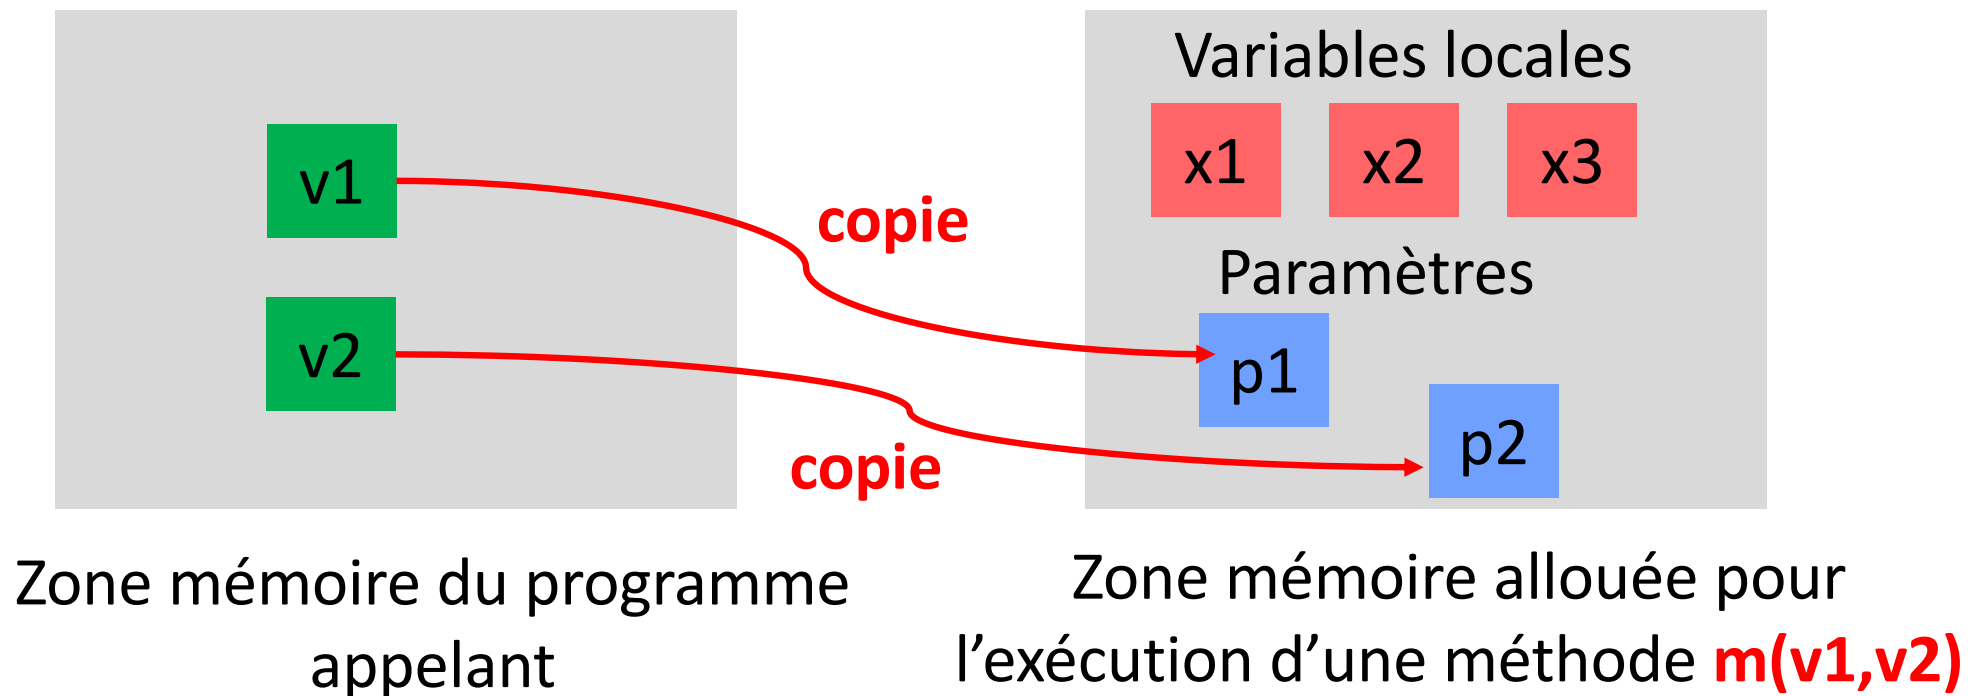 v1
v2
copie
copie
Variables locales
x1 x2 x3
Paramètres
p1
p2
Zone mémoire du programme
appelant
Zone mémoire allouée pour
l’exécution d’une méthode m(v1,v2)